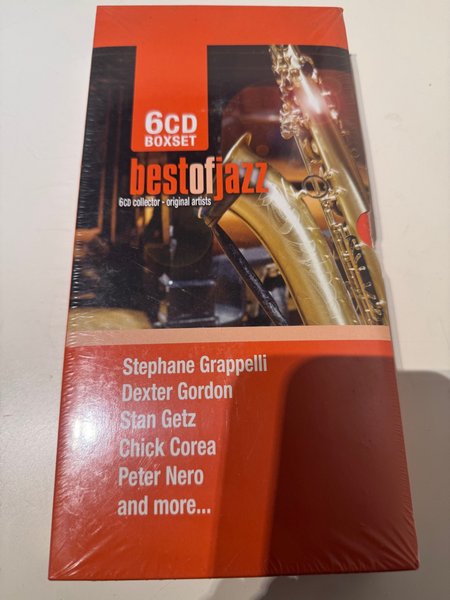 6CD
BOXSET
bestofjazz
6CD collector - original artists
Stephane Grappelli
Dexter Gordon
Stan Getz
Chick Corea
Peter Nero
and more...